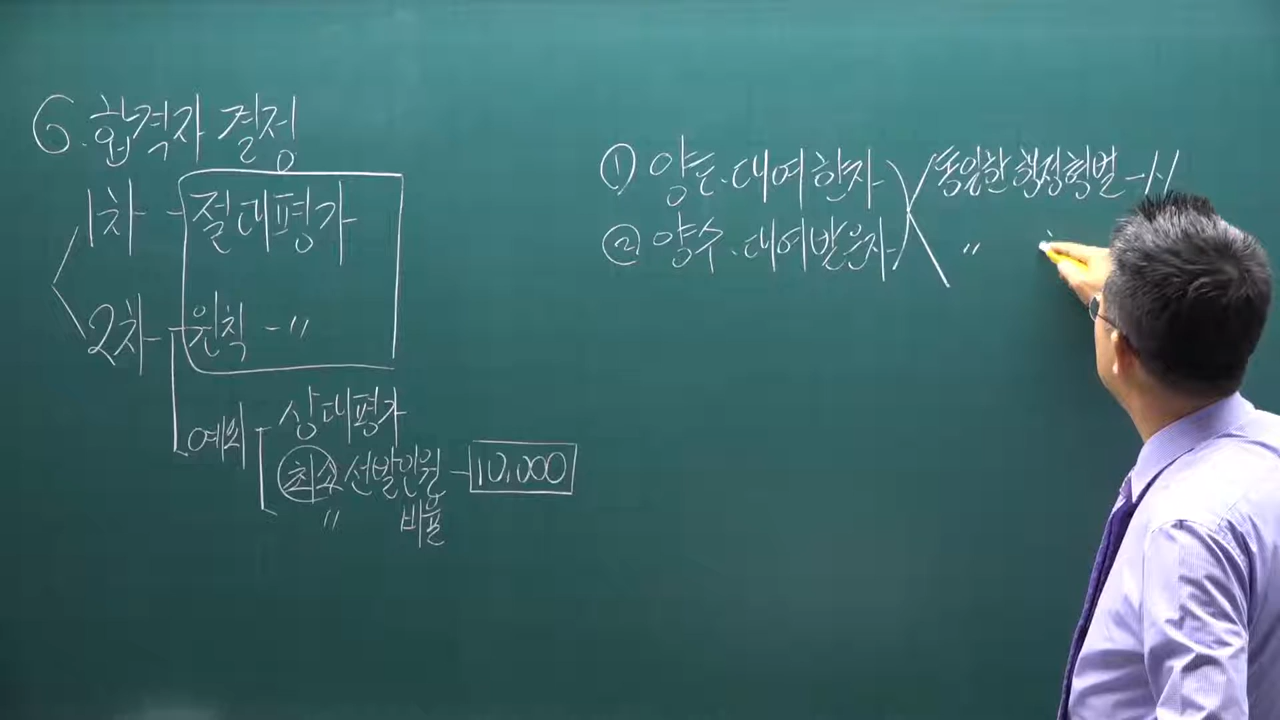 6. 합격자 결정
1차 - 절대평가
2차 - 원칙 - 〃
예외 상대평가
최소 선발인원 - 10,000
〃 비율
① 양도·대여한자 동일한 행정형벌 -
② 양수·대여받은자 〃